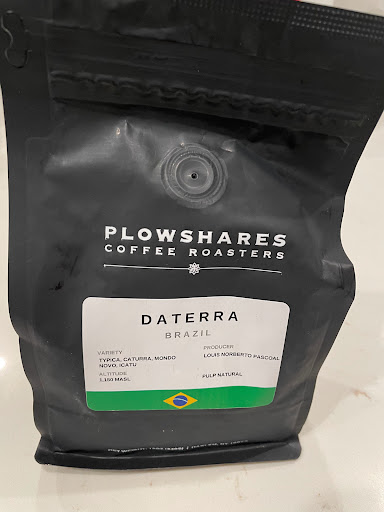 PLOWSHARES
COFFEE ROASTERS
DATERRA
BRAZIL
VARIETY
TYPICA, CATURRA, MONDO
NOVO, ICATU
PRODUCER
LOUIS NORBERTO PASCOAL
ALTITUDE
1,150 MASL
PULP NATURAL